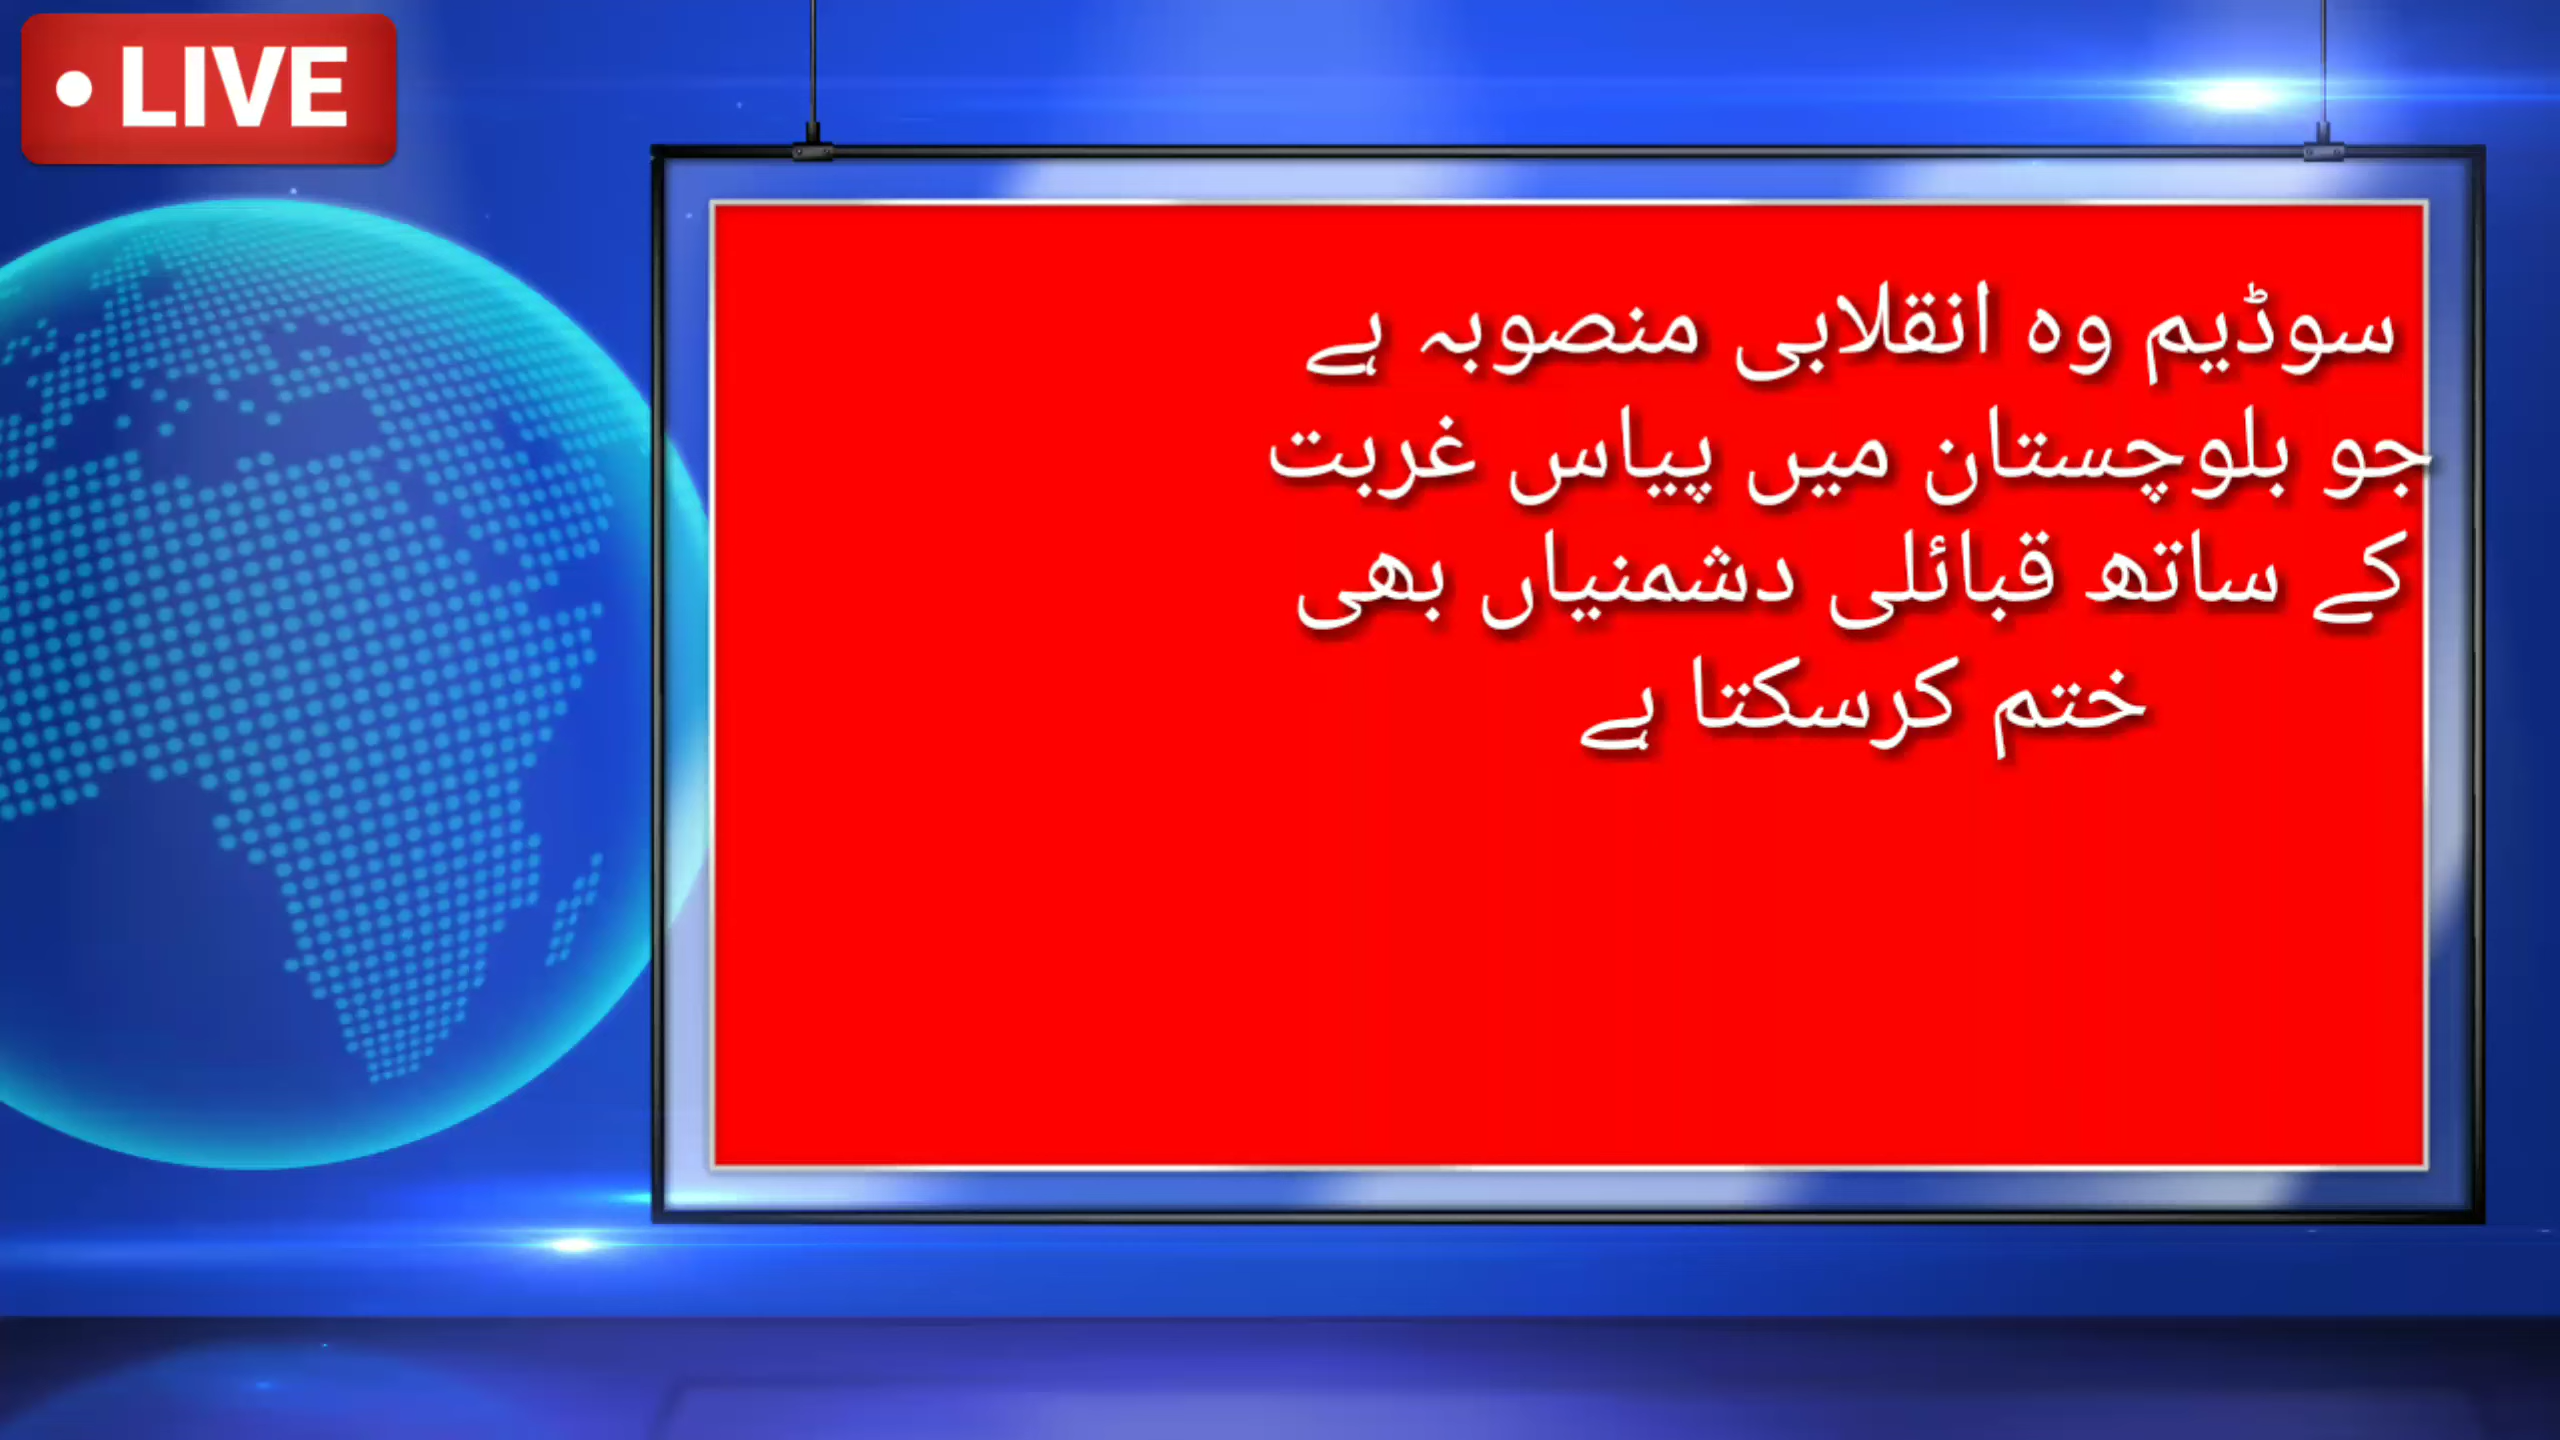 LIVE
سوڈیم وہ انقلابی منصوبہ ہے
جو بلوچستان میں پیاس غربت
کے ساتھ قبائلی دشمنیاں بھی
ختم کرسکتا ہے